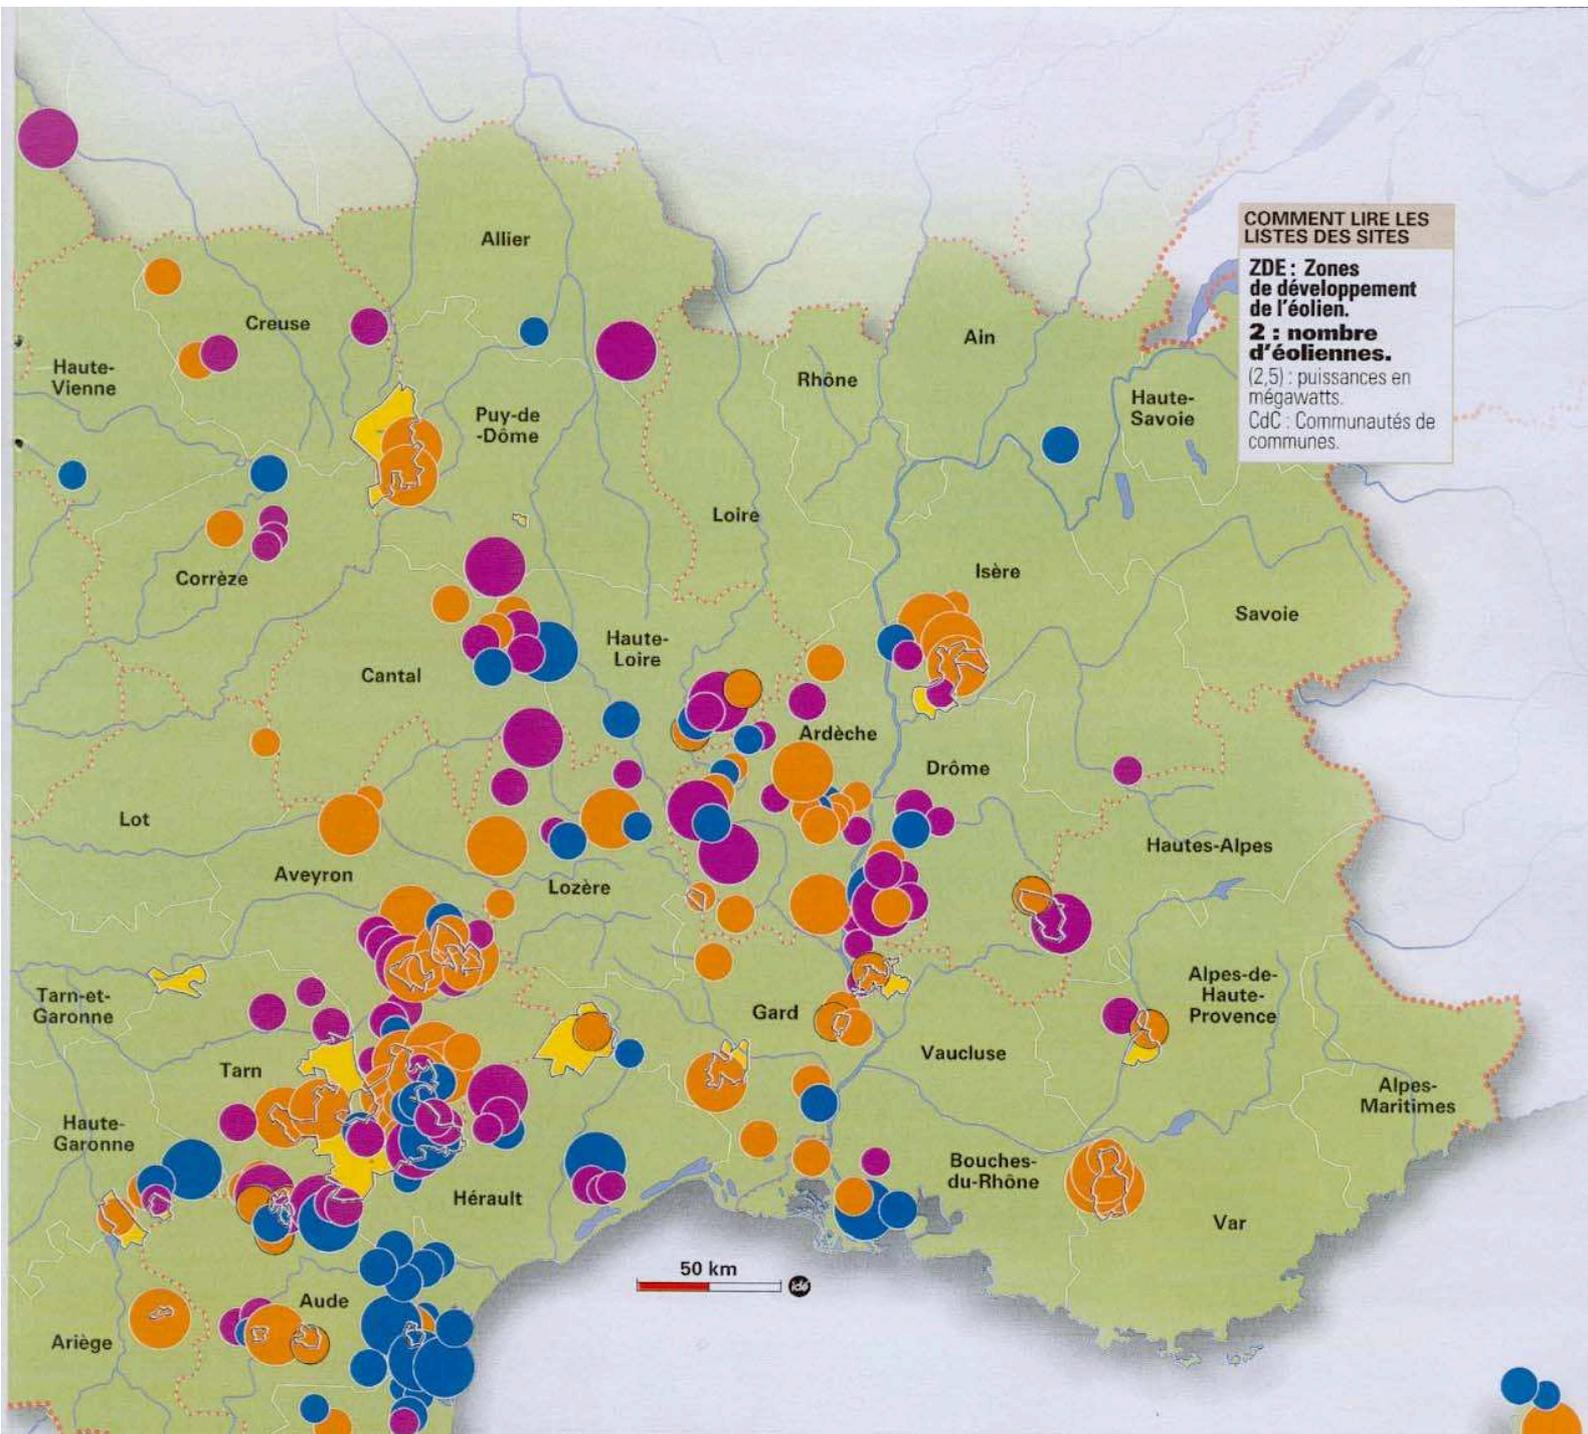 Allier
COMMENT LIRE LES
LISTES DES SITES
ZDE : Zones
de développement
de l'éolien.
2 : nombre
d'éoliennes.
(2,5) : puissances en
mégawatts.
CdC : Communautés de
communes.
Creuse
Ain
Haute-
Vienne
Rhône
Haute-
Savoie
Puy-de
-Dôme
Loire
Corrèze
Isère
Savoie
Haute-
Loire
Cantal
Ardèche
Drôme
Lot
Hautes-Alpes
Aveyron
Lozère
Tarn-et-
Garonne
Gard
Alpes-de-
Haute-
Provence
Vaucluse
Tarn
Alpes-
Maritimes
Haute-
Garonne
Bouches-
du-Rhône
Hérault
Var
50 km
idé
Aude
Ariège